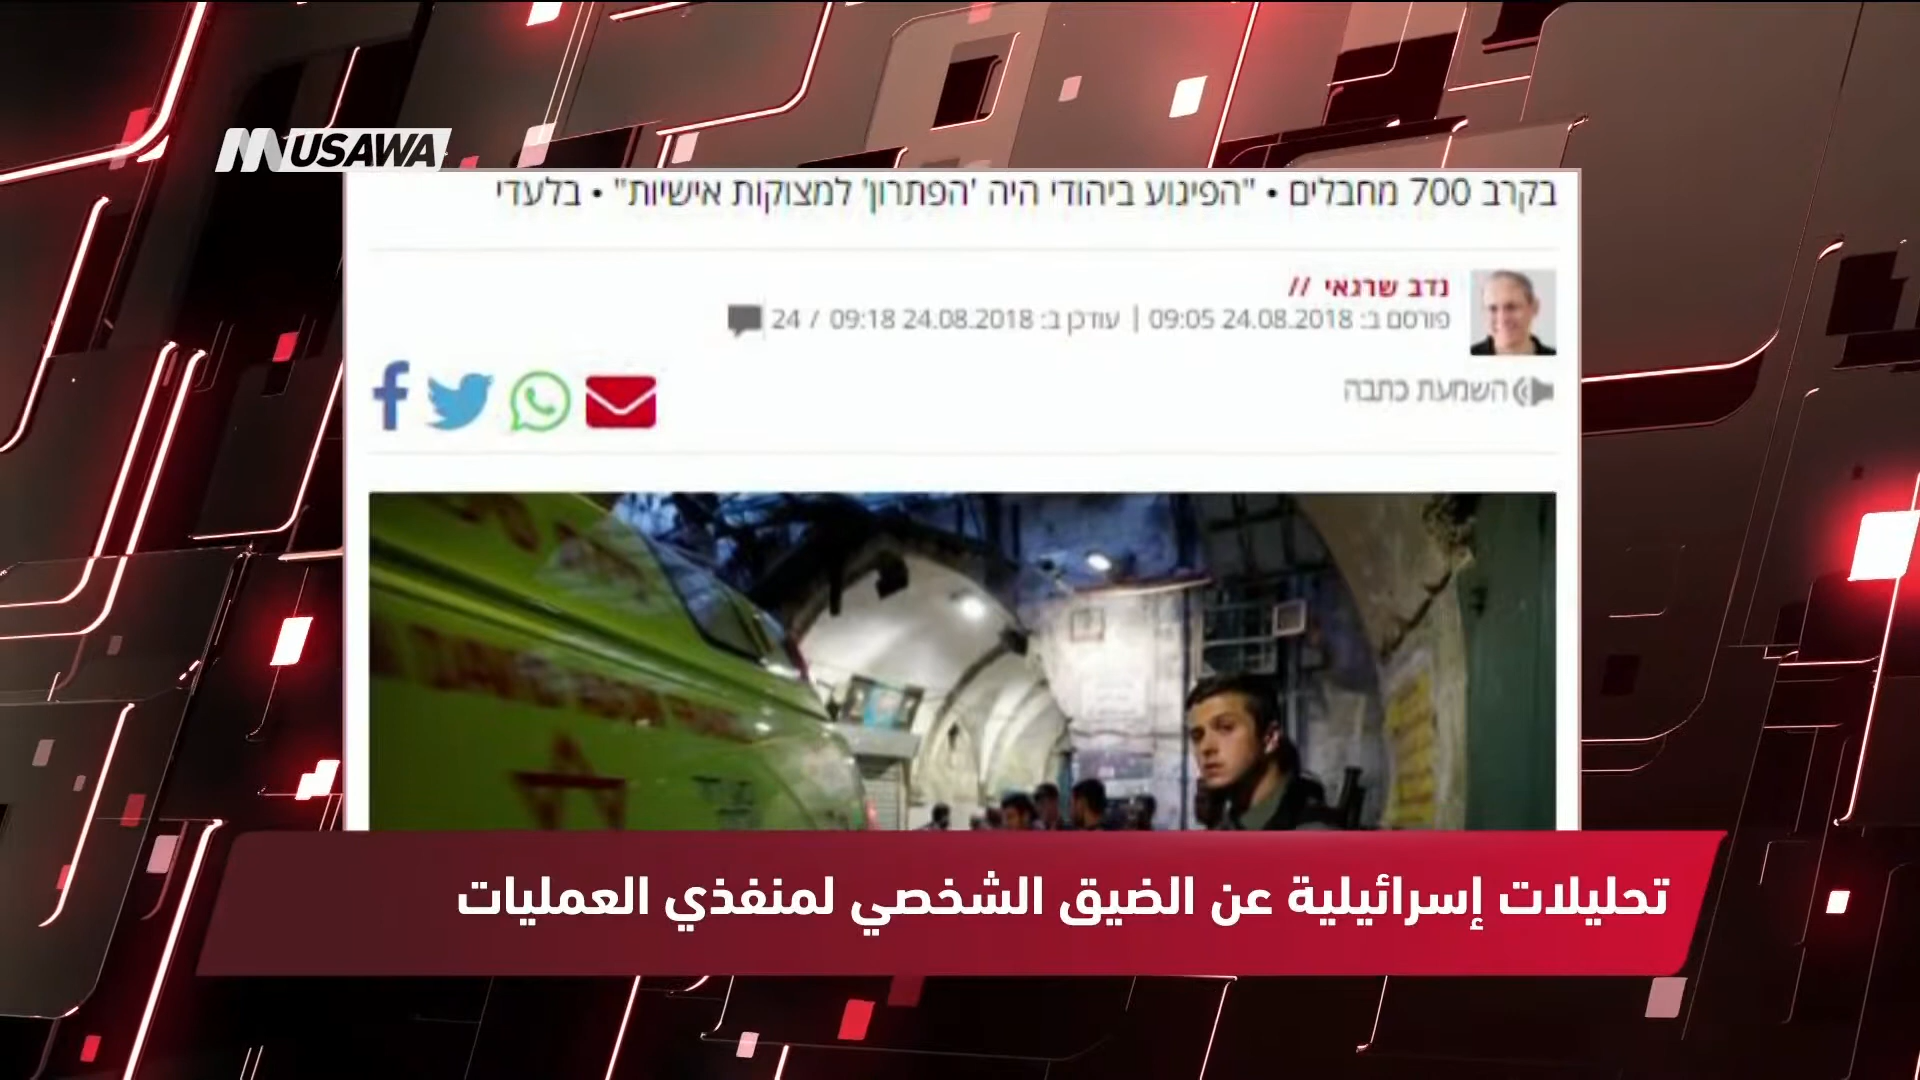 MUSAWA
בקרב 700 מחבלים • "הפיגוע ביהודי היה 'הפתרון' למצוקות אישיות" • בלעדי
נדב שרגאי //
פורסם ב: 24.08.2018 09:05 | עודכן ב: 24.08.2018 09:18 / 24
השמעת כתבה
تحليلات إسرائيلية عن الضيق الشخصي لمنفذي العمليات